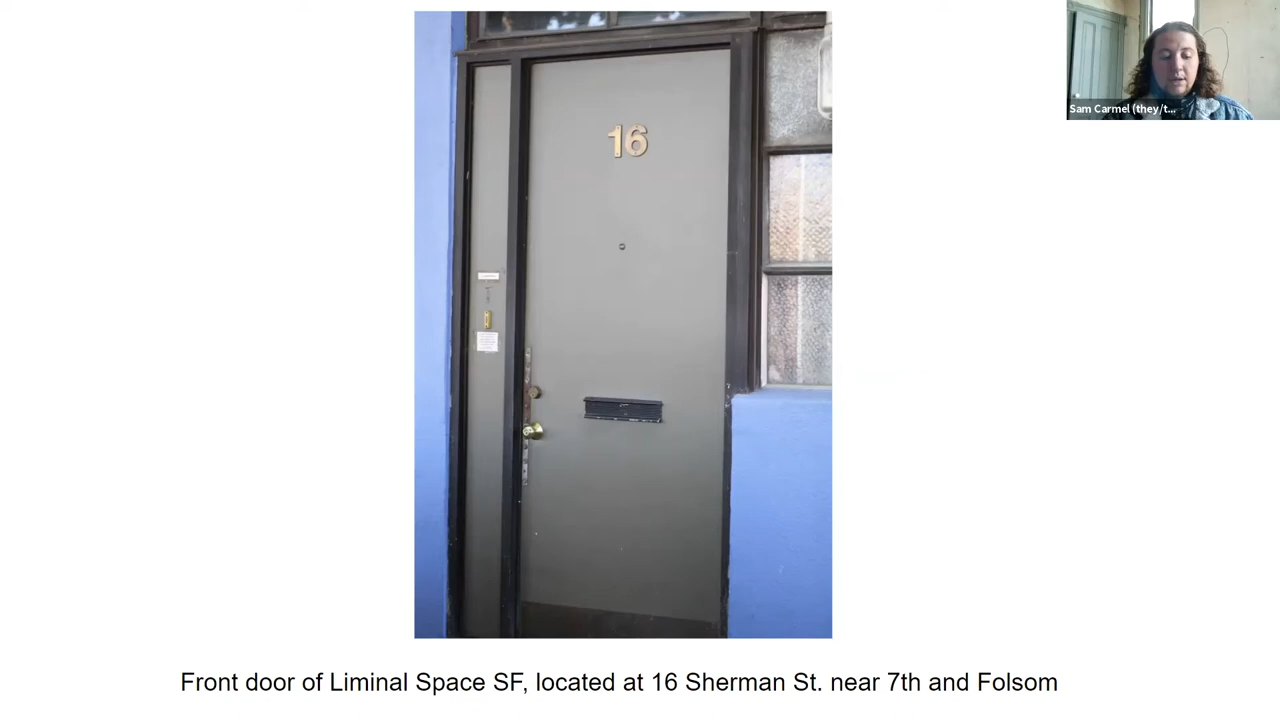 Sam Carmel (they/t...
16
Front door of Liminal Space SF, located at 16 Sherman St. near 7th and Folsom